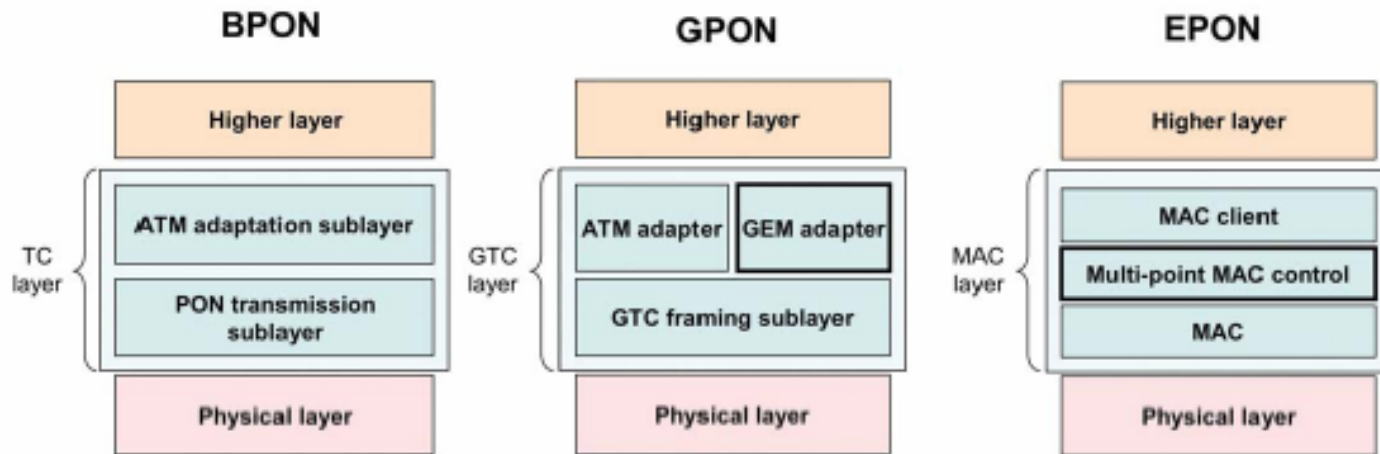 BPON
GPON
EPON
Higher layer
Higher layer
Higher layer
TC
layer
ATM adaptation sublayer
PON transmission
sublayer
GTC
layer
ATM adapter
GEM adapter
GTC framing sublayer
MAC
layer
MAC client
Multi-point MAC control
MAC
Physical layer
Physical layer
Physical layer